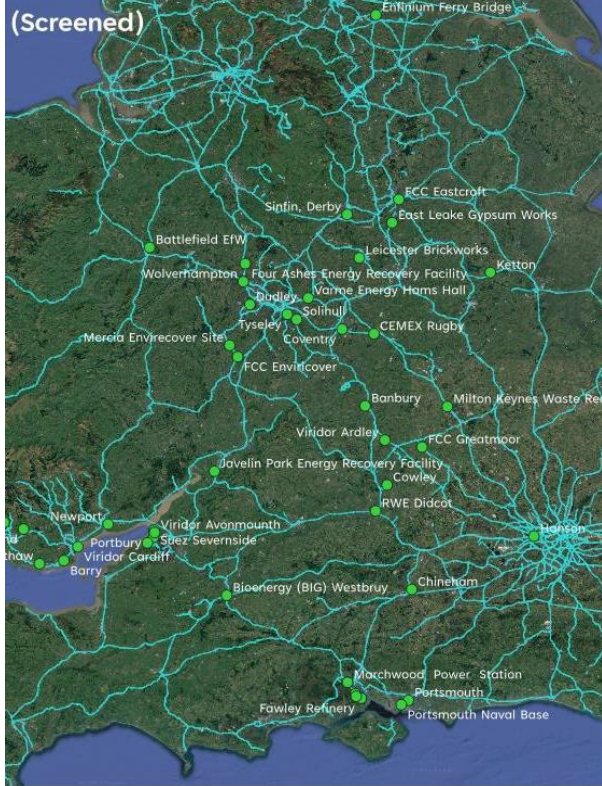 Enfinium Ferry Bridge
(Screened)
FCC Eastcroft
Sinfin, Derby
East Leake Gypsum Works
Battlefield EfW
Leicester Brickworks
Wolverhampton
Four Ashes Energy Recovery Facility
Ketton
Varme Energy Hams Hall
Dudley
Solihull
Tyseley
CEMEX Rugby
Coventry
Mercia Envirecover Site
FCC Enviricover
Banbury
Milton Keynes Waste Rec
Viridor Ardley
FCC Greatmoor
Javelin Park Energy Recovery Facility
Cowley
RWE Didcot
Newport
Viridor Avonmouth
Hanson
Portbury
Suez Severnside
Viridor Cardiff
thaw
Barry
Bioenergy (BIG) Westbruy
Chineham
Marchwood Power Station
Portsmouth
Fawley Refinery
Portsmouth Naval Base